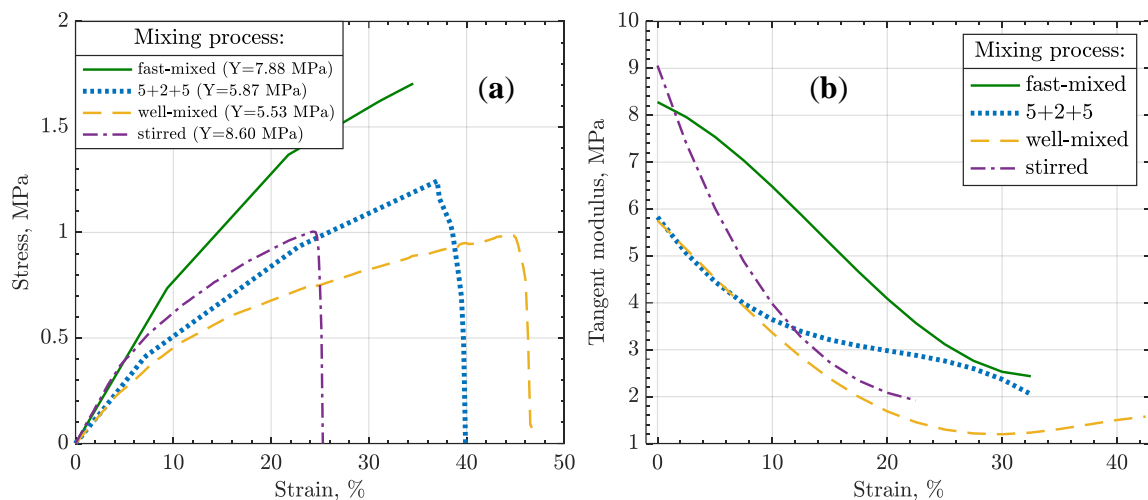 2
1.5
1
0.5
0
Stress, MPa
Mixing process:
fast-mixed (Y=7.88 MPa)
5+2+5 (Y=5.87 MPa)
well-mixed (Y=5.53 MPa)
stirred (Y=8.60 MPa)
(a)
0 10 20 30 40 50
Strain, %
10
9
8
7
6
5
4
3
2
1
Tangent modulus, MPa
(b)
Mixing process:
fast-mixed
5+2+5
well-mixed
stirred
0 10 20 30 40
Strain, %